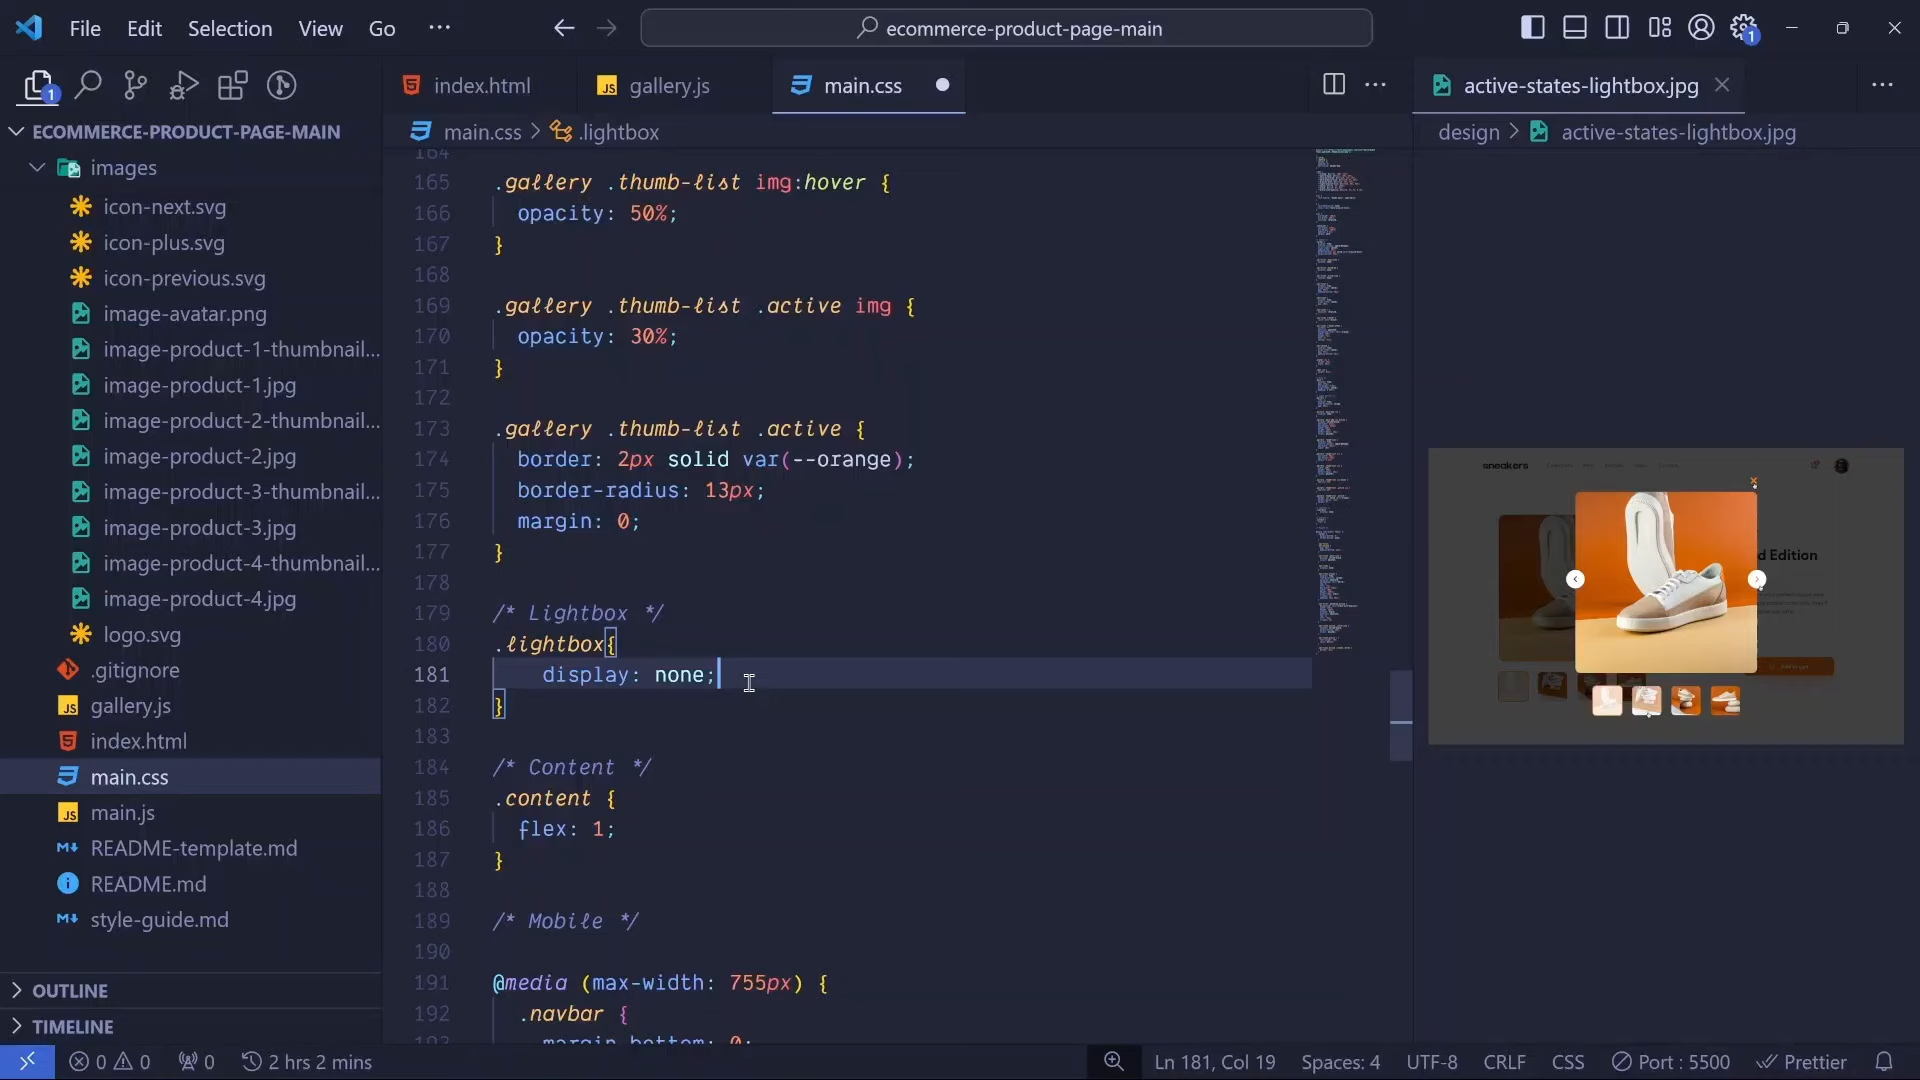 File Edit View Go ··· ecommerce-product-page-main 1
1 index.html gallery.js main.css active-states-lightbox.jpg
ECOMMERCE-PRODUCT-PAGE-MAIN main.css > .lightbox design > active-states-lightbox.jpg
images
icon-next.svg
icon-plus.svg
icon-previous.svg
image-avatar.png
image-product-1-thumbnail...
image-product-1.jpg
image-product-2-thumbnail...
image-product-2.jpg
image-product-3-thumbnail...
image-product-3.jpg
image-product-4-thumbnail...
image-product-4.jpg
logo.svg
.gitignore
JS gallery.js
index.html
main.css
JS main.js
README-template.md
README.md
style-guide.md
OUTLINE
TIMELINE
164
165 .gallery .thumb-list img:hover {
166 opacity: 50%;
167 }
168
169 .gallery .thumb-list .active img {
170 opacity: 30%;
171 }
172
173 .gallery .thumb-list .active {
174 border: 2px solid var(--orange);
175 border-radius: 13px;
176 margin: 0;
177 }
178
179 /* Lightbox */
180 .lightbox{
181 display: none;
182 }
183
184 /* Content */
185 .content {
186 flex: 1;
187 }
188
189 /* Mobile */
190
191 @media (max-width: 755px) {
192 .navbar {
193 margin-bottom: 0;
sneakers
d Edition
0 0 0 2 hrs 2 mins Ln 181, Col 19 Spaces: 4 UTF-8 CRLF CSS Port : 5500 Prettier